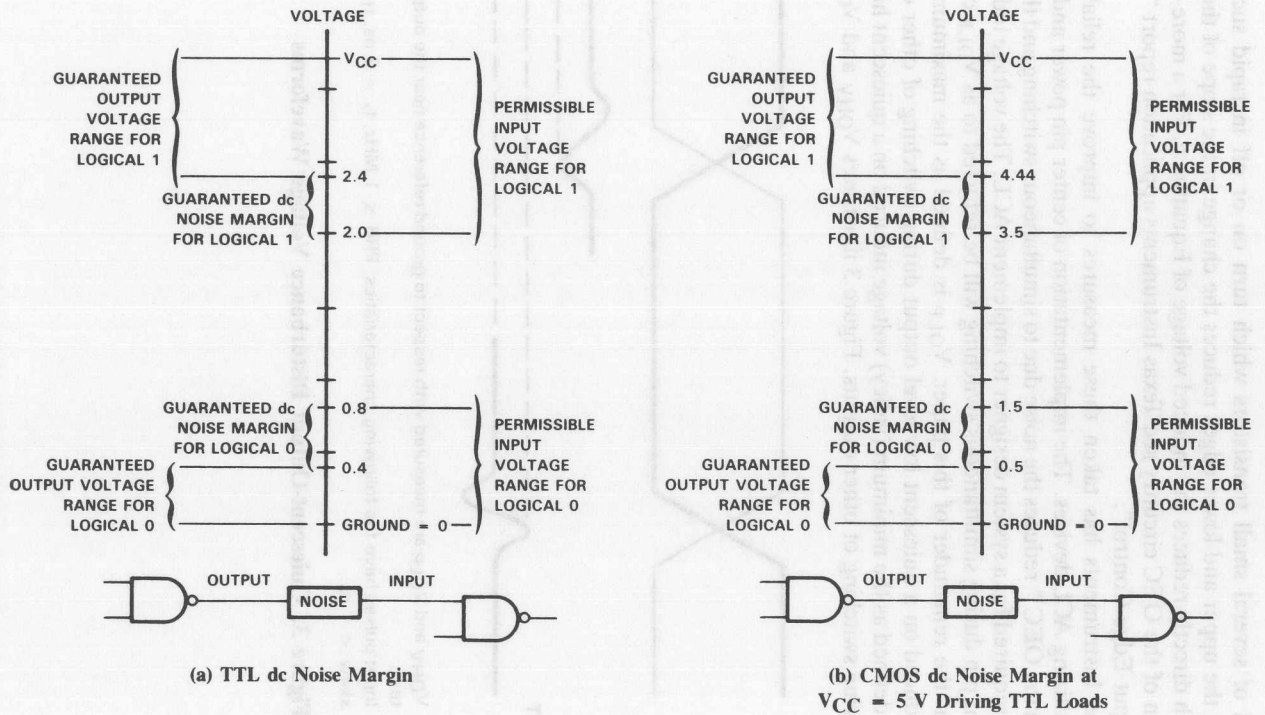 VOLTAGE
VCC
GUARANTEED
OUTPUT
VOLTAGE
RANGE FOR
LOGICAL 1
PERMISSIBLE
INPUT
VOLTAGE
RANGE FOR
LOGICAL 1
2.4
GUARANTEED dc
NOISE MARGIN
FOR LOGICAL 1
2.0
GUARANTEED dc
NOISE MARGIN
FOR LOGICAL 0
0.8
0.4
PERMISSIBLE
INPUT
VOLTAGE
RANGE FOR
LOGICAL 0
GUARANTEED
OUTPUT VOLTAGE
RANGE FOR
LOGICAL 0
GROUND = 0
OUTPUT
NOISE
INPUT
(a) TTL dc Noise Margin
VOLTAGE
VCC
GUARANTEED
OUTPUT
VOLTAGE
RANGE FOR
LOGICAL 1
PERMISSIBLE
INPUT
VOLTAGE
RANGE FOR
LOGICAL 1
4.44
GUARANTEED dc
NOISE MARGIN
FOR LOGICAL 1
3.5
GUARANTEED dc
NOISE MARGIN
FOR LOGICAL 0
1.5
0.5
PERMISSIBLE
INPUT
VOLTAGE
RANGE FOR
LOGICAL 0
GUARANTEED
OUTPUT VOLTAGE
RANGE FOR
LOGICAL 0
GROUND = 0
OUTPUT
NOISE
INPUT
(b) CMOS dc Noise Margin at
VCC = 5 V Driving TTL Loads